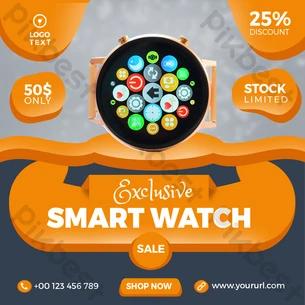 LOGO
TEXT
25%
DISCOUNT
50$
ONLY
STOCK
LIMITED
Exclusive
SMART WATCH
SALE
+00 123 456 789
SHOP NOW
www.yoururl.com